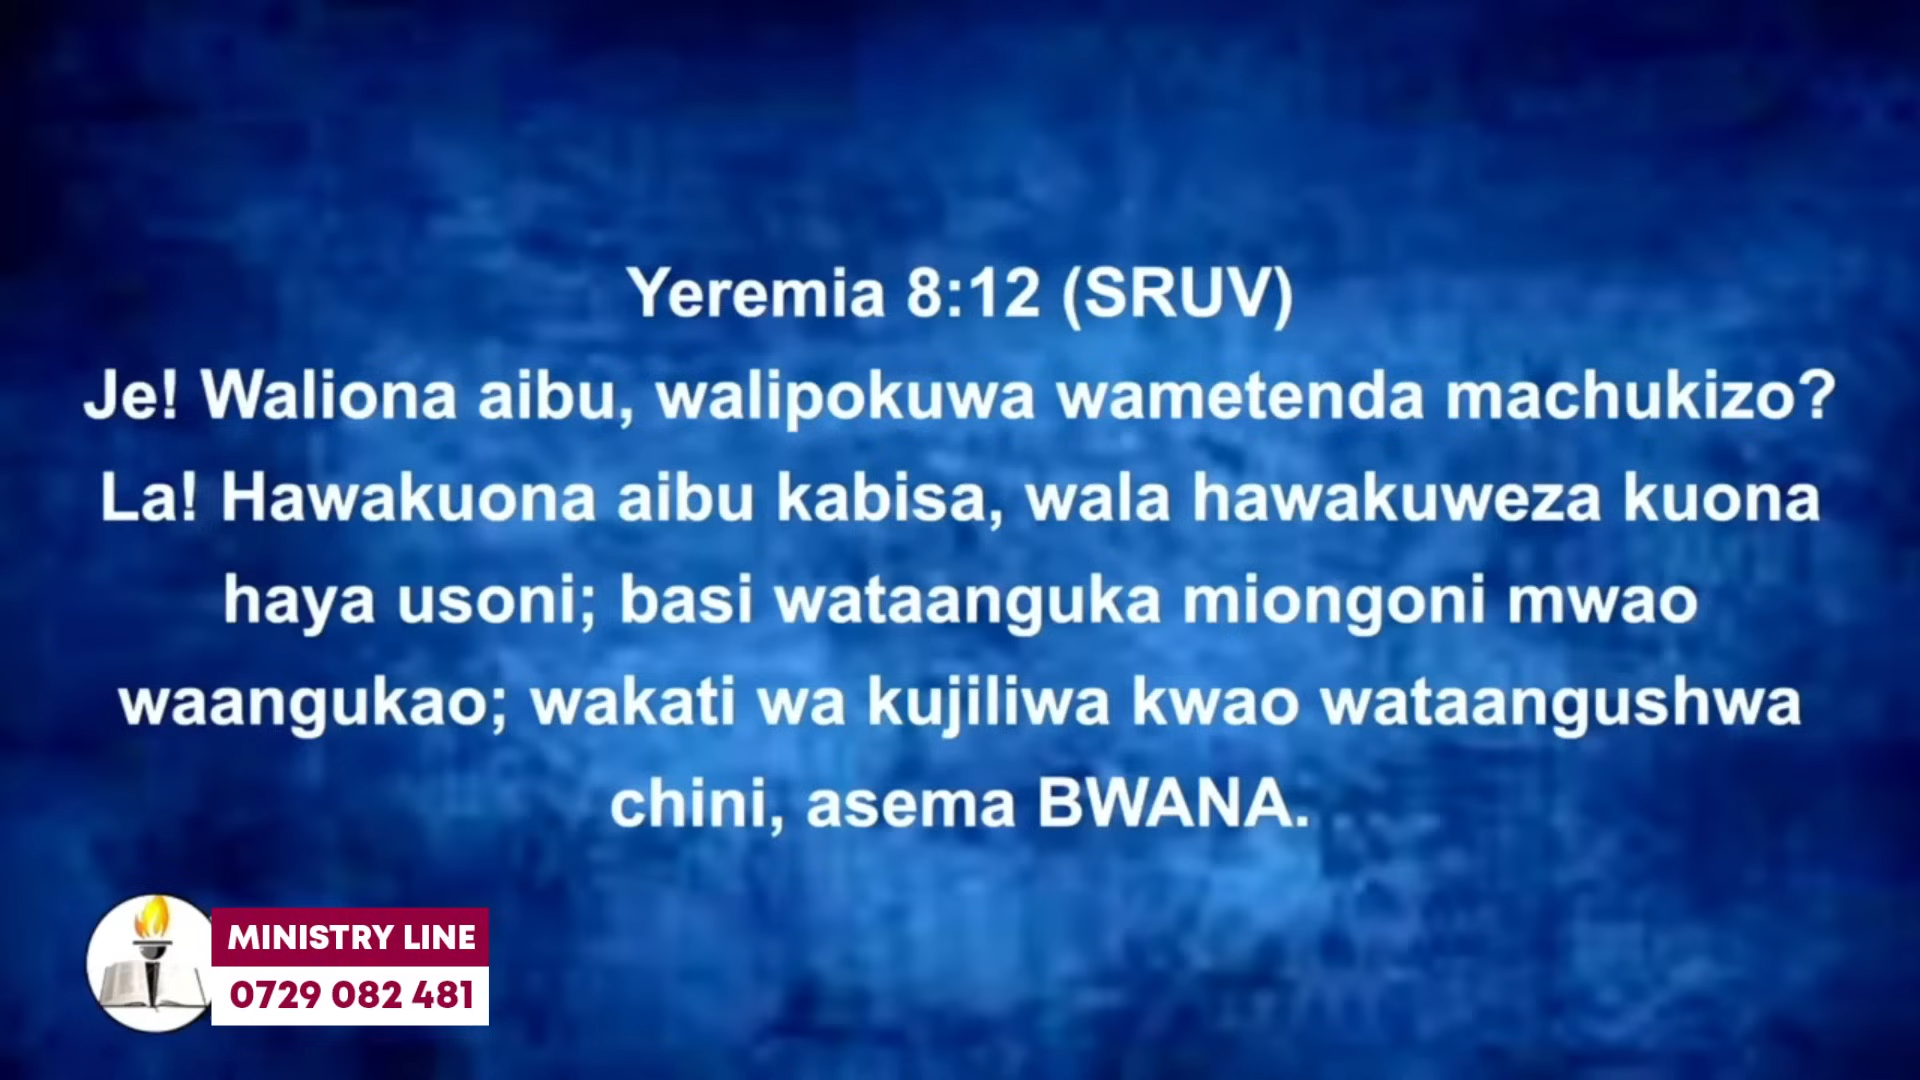 Yeremia 8:12 (SRUV)
Je! Waliona aibu, walipokuwa wametenda machukizo?
La! Hawakuona aibu kabisa, wala hawakuweza kuona
haya usoni; basi wataanguka miongoni mwao
waangukao; wakati wa kujiliwa kwao wataangushwa
chini, asema BWANA.
MINISTRY LINE
0729 082 481